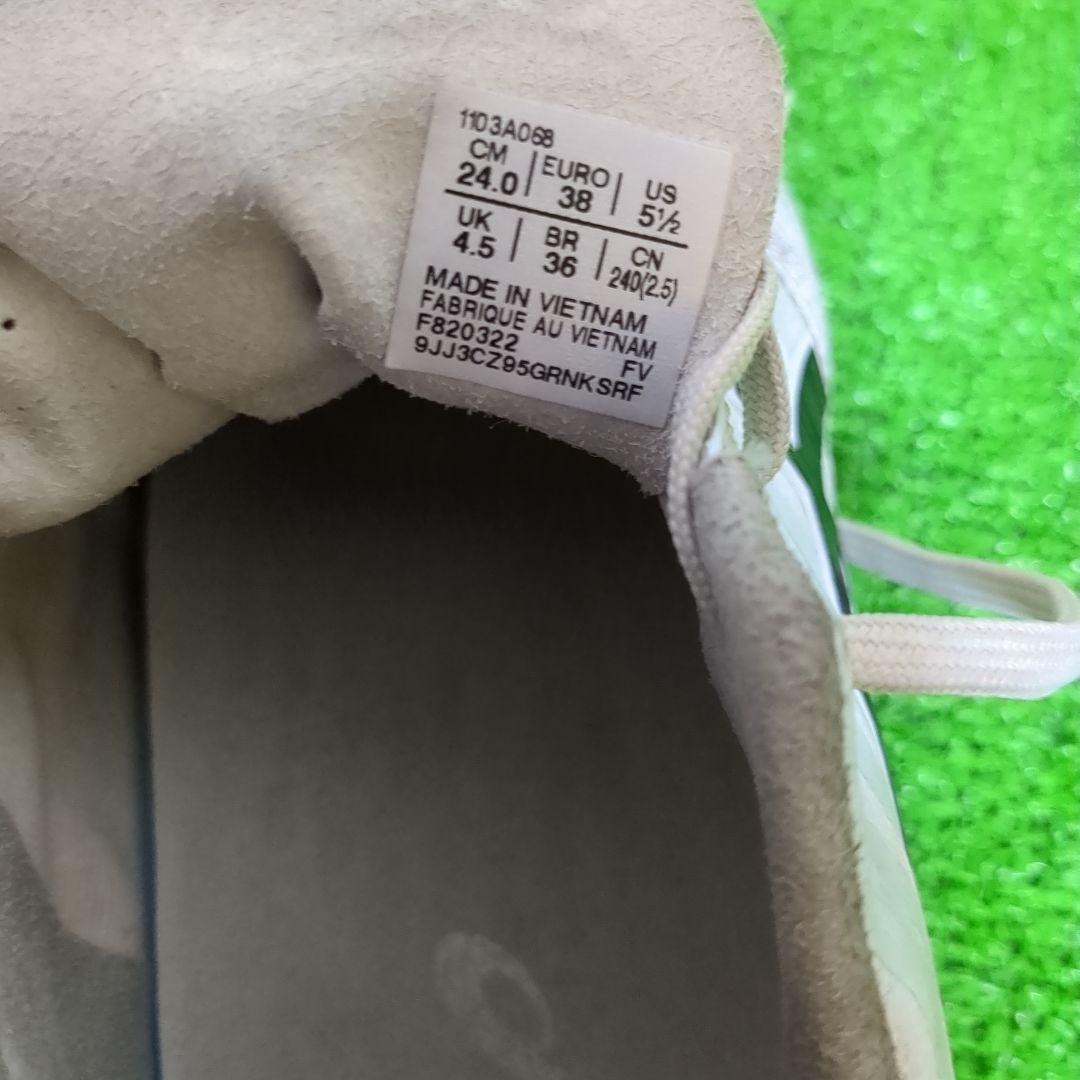 1103A068
CM | EURO | US
24.0 | 38 | 5½
UK | BR | CN
4.5 | 36 | 240(2.5)
MADE IN VIETNAM
FABRIQUE AU VIETNAM
F820322 FV
9JJ3CZ95GRNKSRF